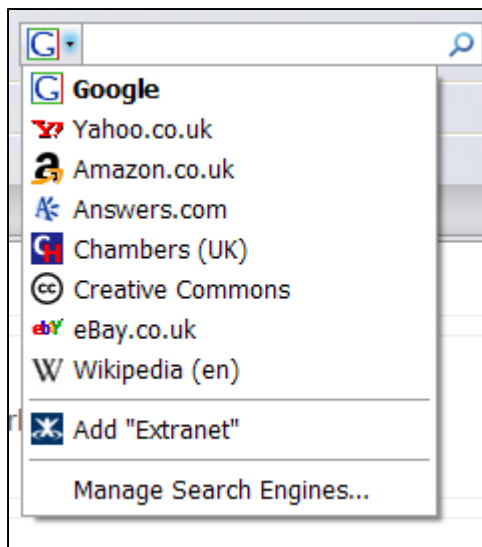 Google
Yahoo.co.uk
Amazon.co.uk
Answers.com
Chambers (UK)
Creative Commons
eBay.co.uk
Wikipedia (en)
Add "Extranet"
Manage Search Engines...